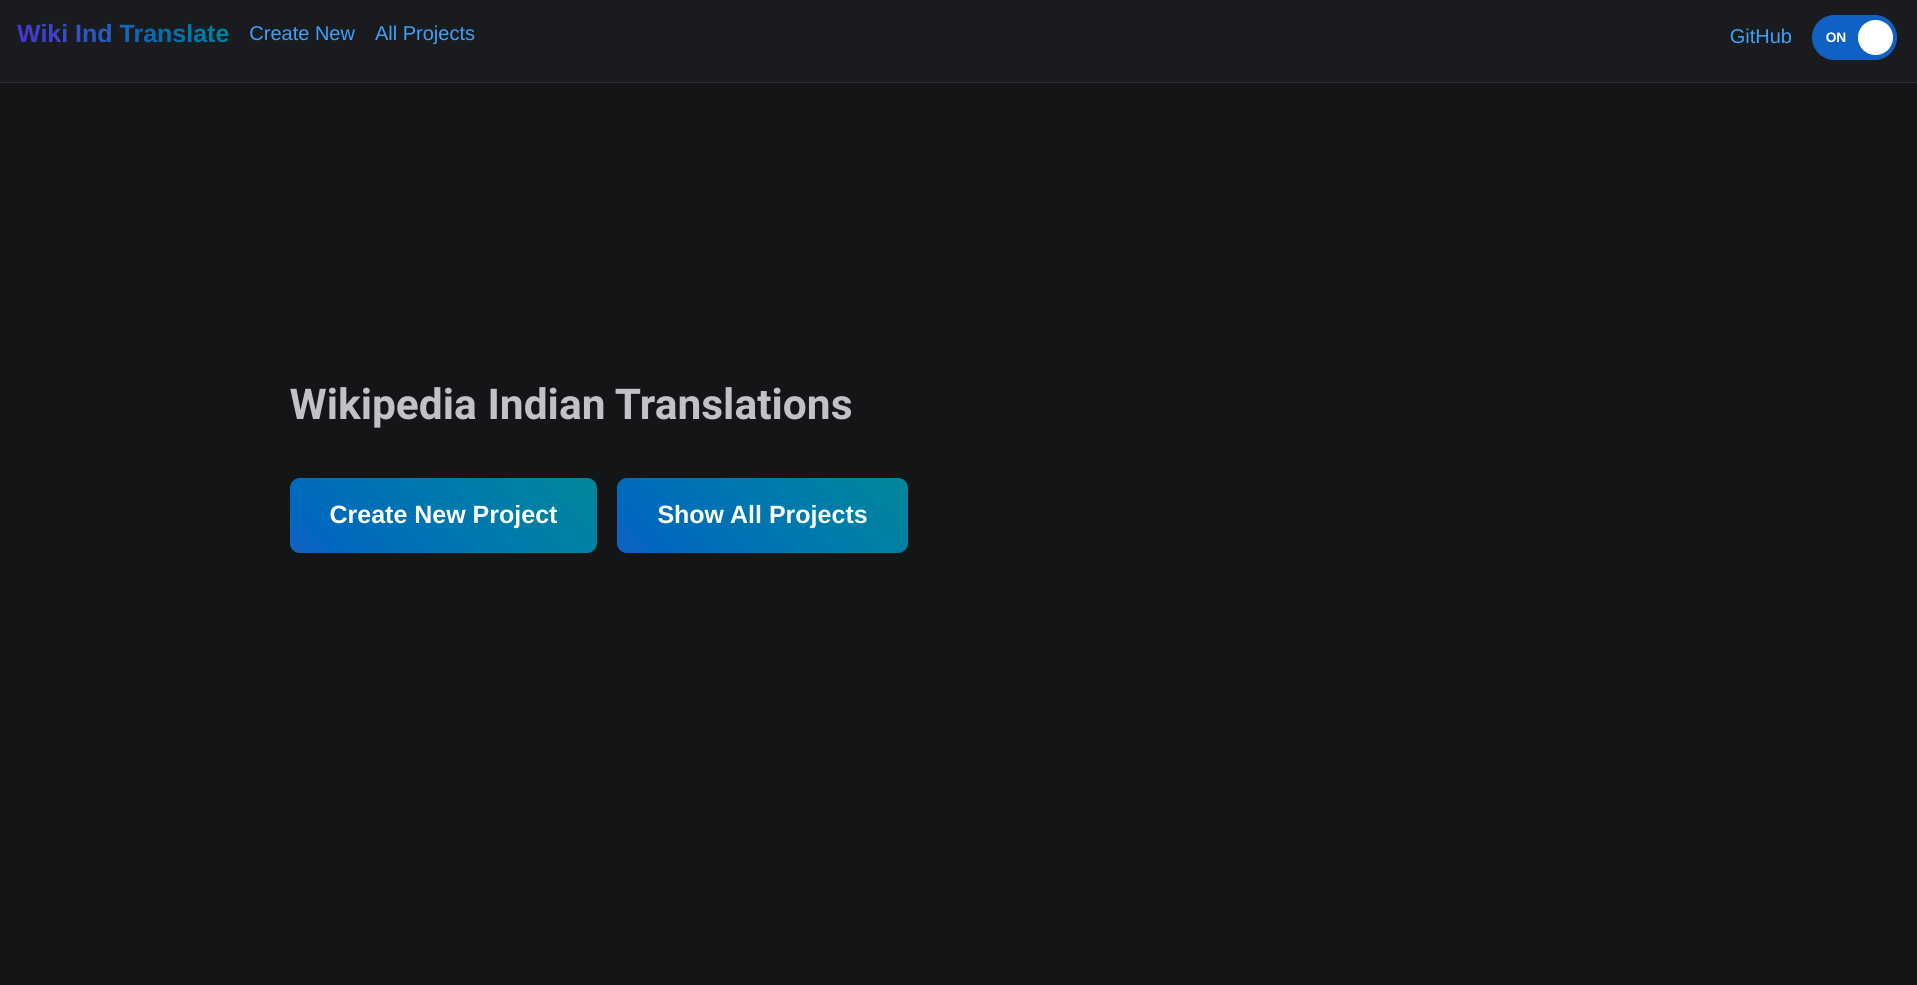 Wiki Ind Translate Create New All Projects GitHub ON
Wikipedia Indian Translations
Create New Project Show All Projects